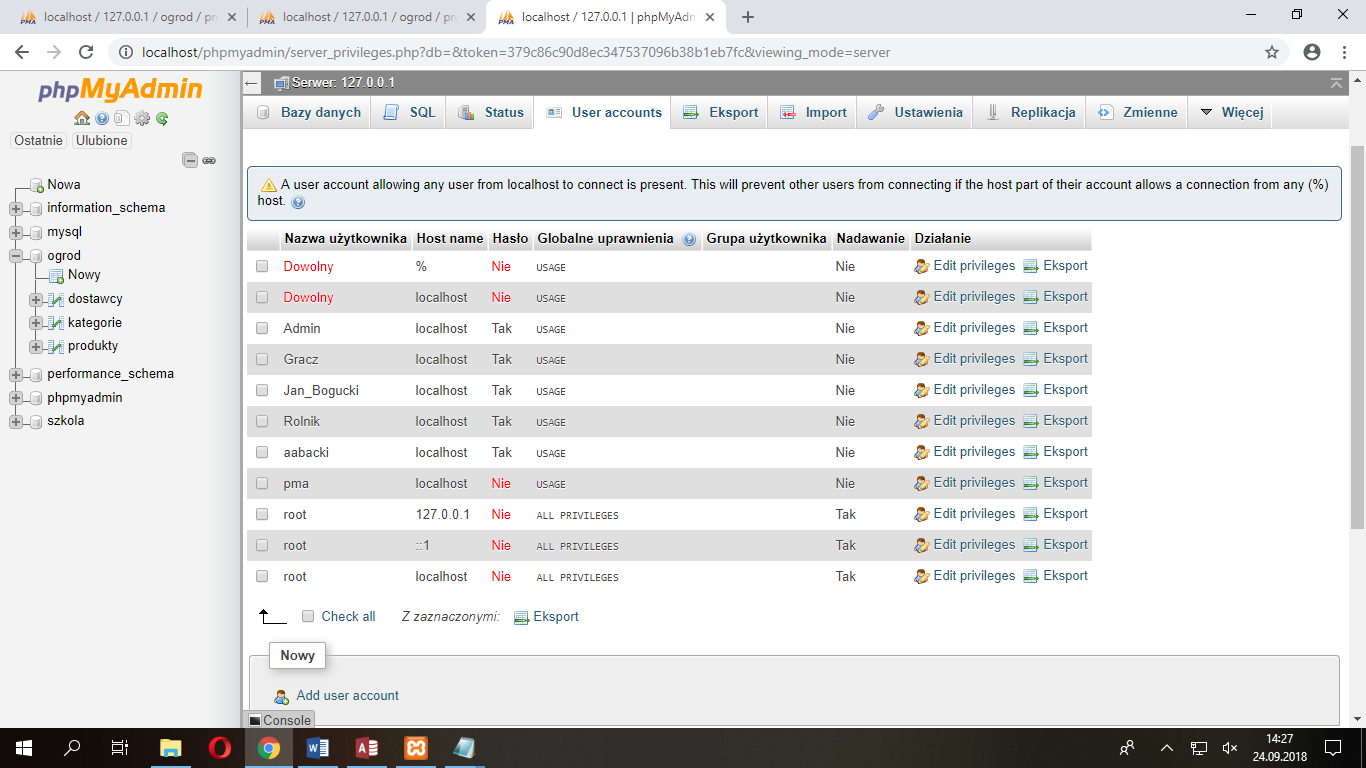 localhost / 127.0.0.1 / ogrod / pro
localhost / 127.0.0.1 / ogrod / pro
localhost / 127.0.0.1 | phpMyAdm
localhost/phpmyadmin/server_privileges.php?db=&token=379c86c90d8ec347537096b38b1eb7fc&viewing_mode=server
phpMyAdmin
Ostatnie Ulubione
Nowa
information_schema
mysql
ogrod
Nowy
dostawcy
kategorie
produkty
performance_schema
phpmyadmin
szkola
Serwer: 127.0.0.1
Bazy danych SQL Status User accounts Eksport Import Ustawienia Replikacja Zmienne Więcej
A user account allowing any user from localhost to connect is present. This will prevent other users from connecting if the host part of their account allows a connection from any (%)
host.
Nazwa użytkownika Host name Hasło Globalne uprawnienia Grupa użytkownika Nadawanie Działanie
Dowolny % Nie USAGE Nie Edit privileges Eksport
Dowolny localhost Nie USAGE Nie Edit privileges Eksport
Admin localhost Tak USAGE Nie Edit privileges Eksport
Gracz localhost Tak USAGE Nie Edit privileges Eksport
Jan_Bogucki localhost Tak USAGE Nie Edit privileges Eksport
Rolnik localhost Tak USAGE Nie Edit privileges Eksport
aabacki localhost Tak USAGE Nie Edit privileges Eksport
pma localhost Nie USAGE Nie Edit privileges Eksport
root 127.0.0.1 Nie ALL PRIVILEGES Tak Edit privileges Eksport
root ::1 Nie ALL PRIVILEGES Tak Edit privileges Eksport
root localhost Nie ALL PRIVILEGES Tak Edit privileges Eksport
Check all Z zaznaczonymi: Eksport
Nowy
Add user account
Console
14:27
24.09.2018